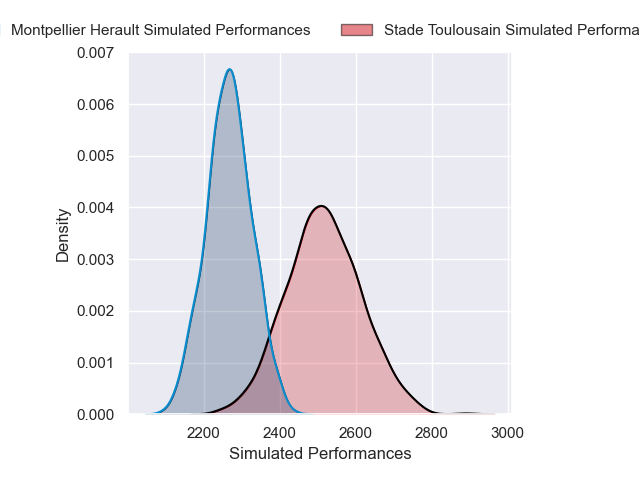 Montpellier Herault Simulated Performances Stade Toulousain Simulated Performa
0.007
0.006
0.005
0.004
0.003
0.002
0.001
0.000
Density
2200 2400 2600 2800 3000
Simulated Performances